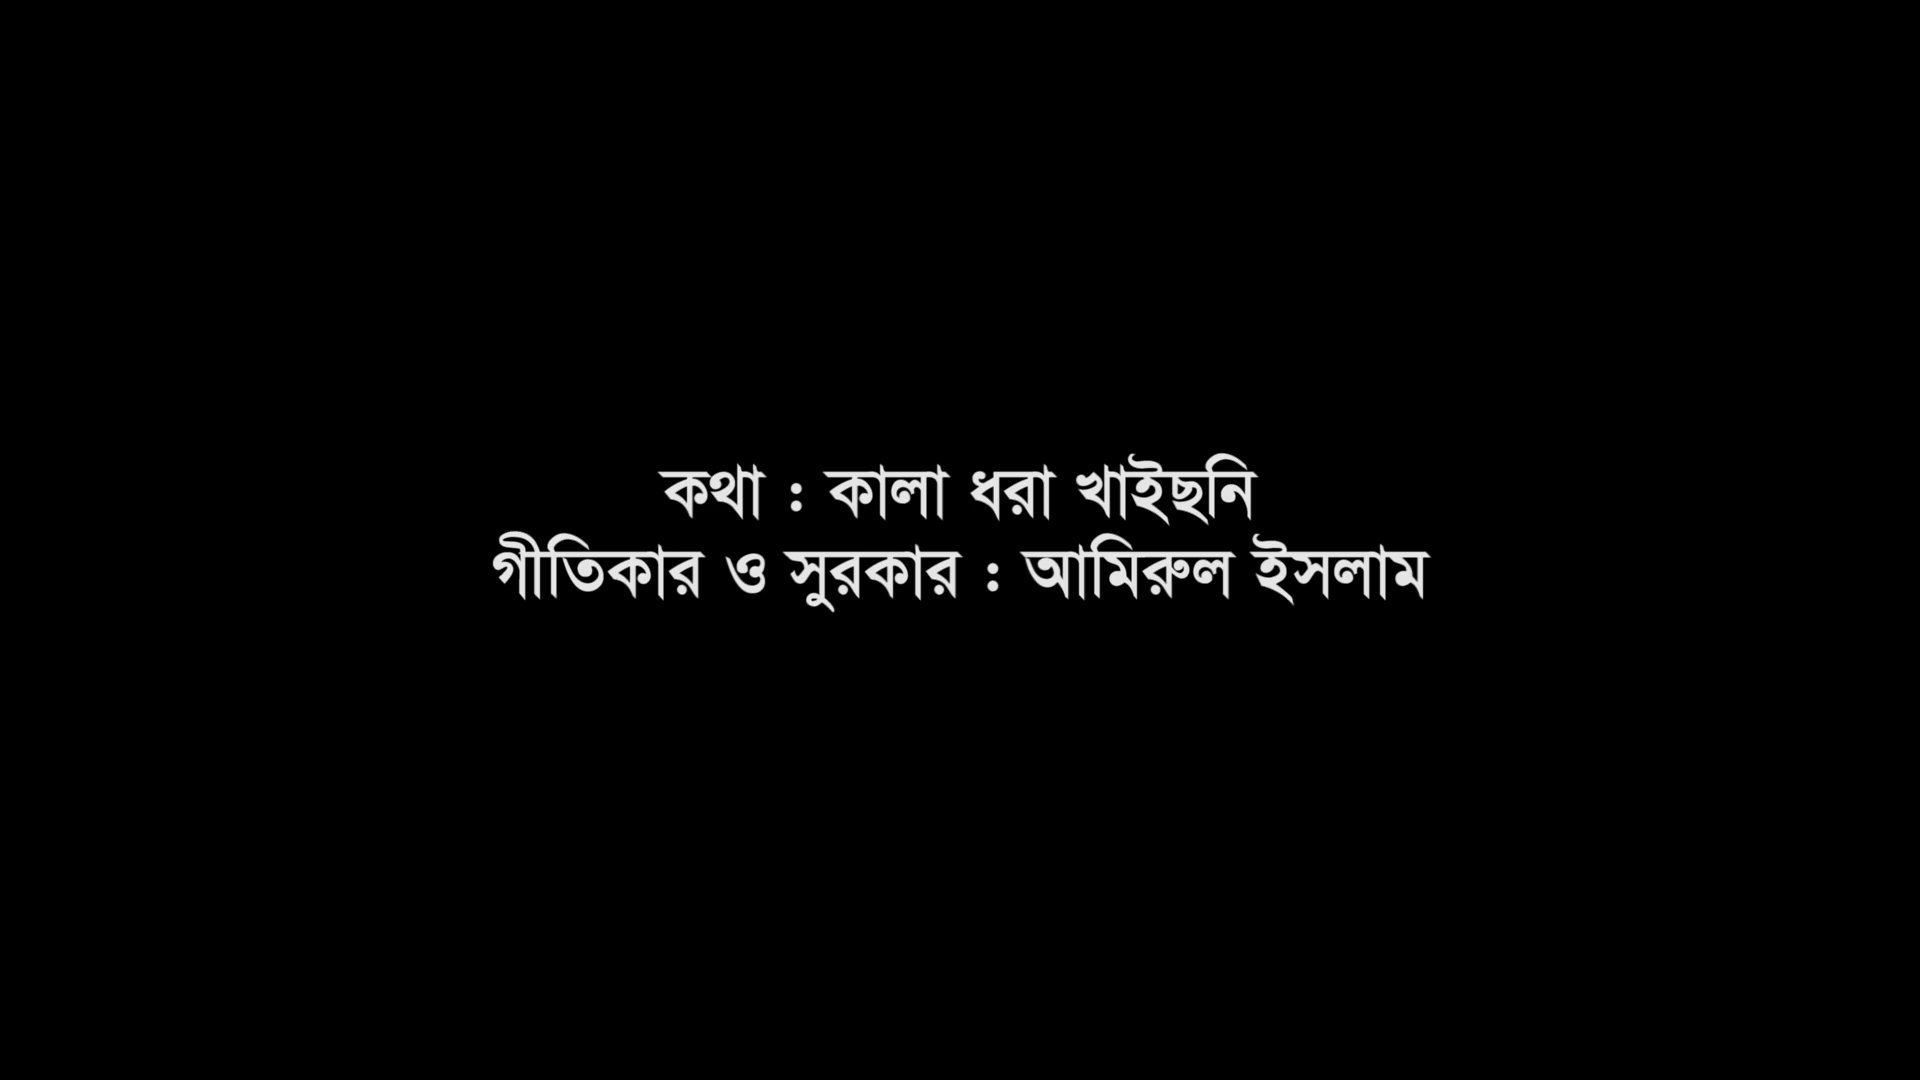 কথা : কালা ধরা খাইছনি
গীতিকার ও সুরকার : আমিরুল ইসলাম